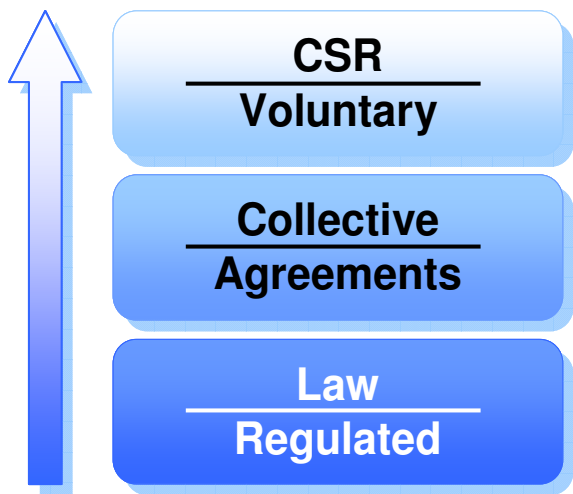 CSR
Voluntary
Collective
Agreements
Law
Regulated